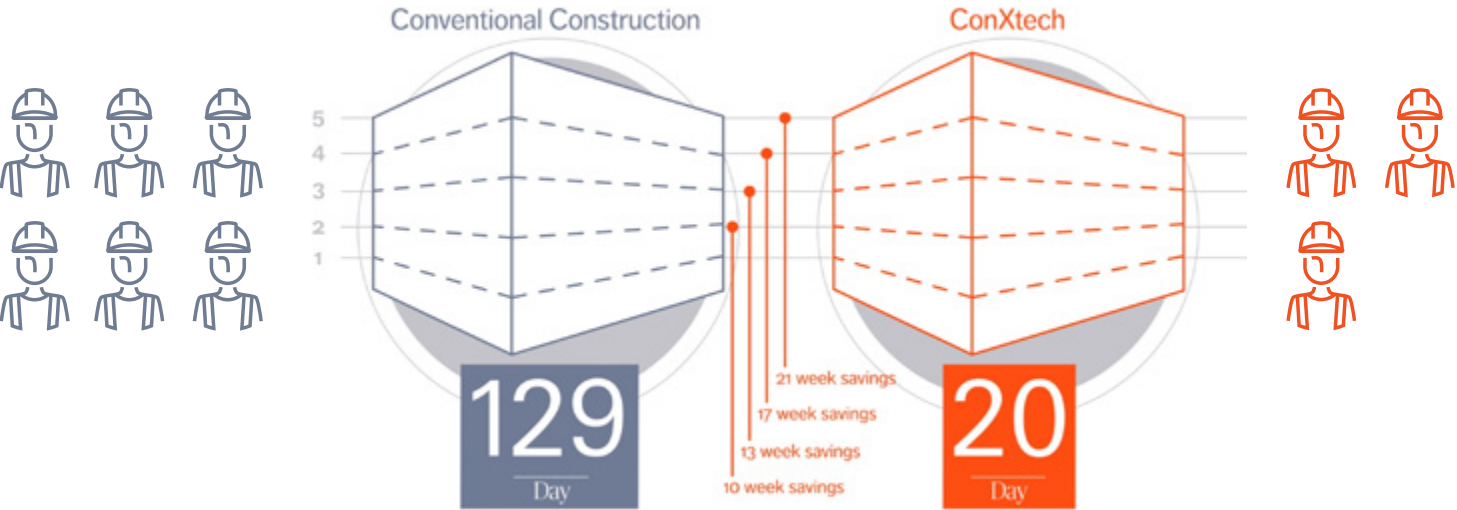 Conventional Construction
ConXtech
5
4
3
2
1
21 week savings
17 week savings
13 week savings
10 week savings
129
Day
20
Day